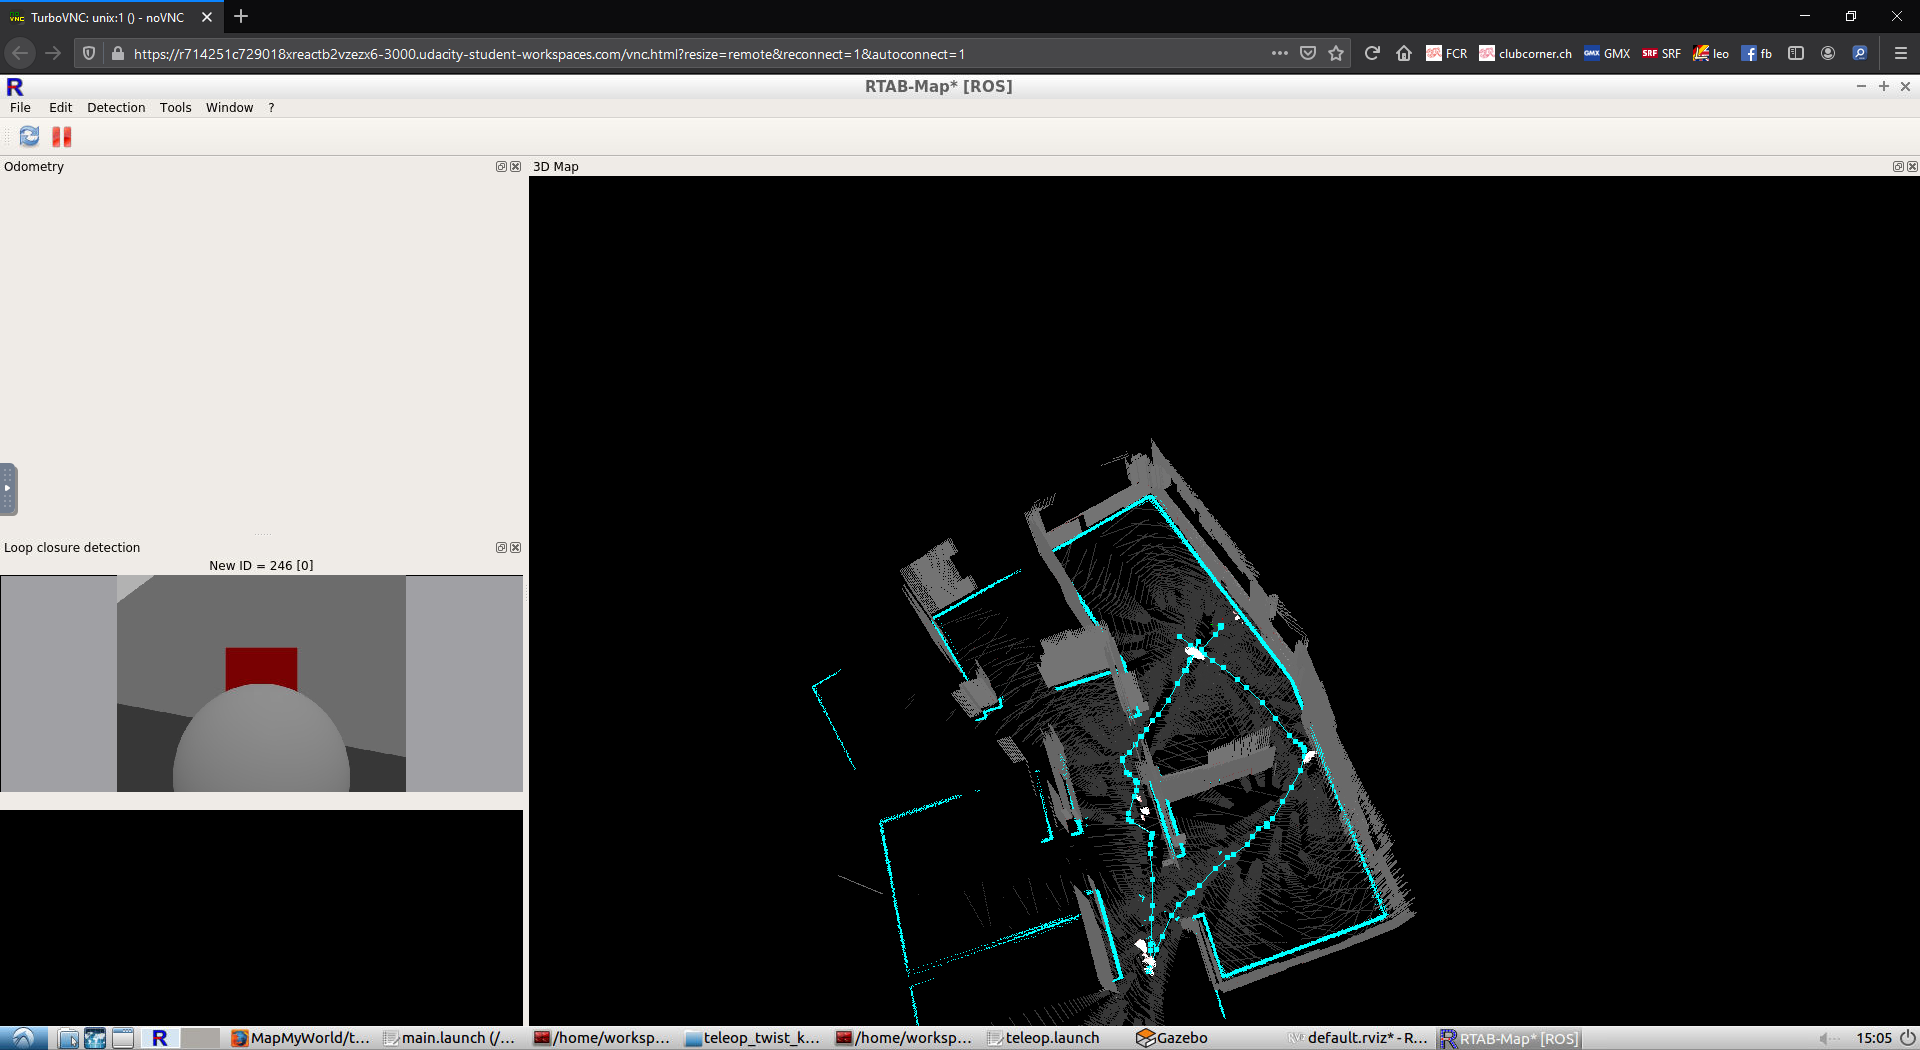 TurboVNC: unix:1 () - noVNC
https://r714251c729018xreactb2vzezx6-3000.udacity-student-workspaces.com/vnc.html?resize=remote&reconnect=1&autoconnect=1
FCR
clubcorner.ch
GMX GMX
SRF SRF
leo
fb
RTAB-Map* [ROS]
File Edit Detection Tools Window ?
Odometry
3D Map
Loop closure detection
New ID = 246 [0]
MapMyWorld/t...
main.launch (/...
/home/worksp...
teleop_twist_k...
/home/worksp...
teleop.launch
Gazebo
default.rviz* - R...
RTAB-Map* [ROS]
15:05